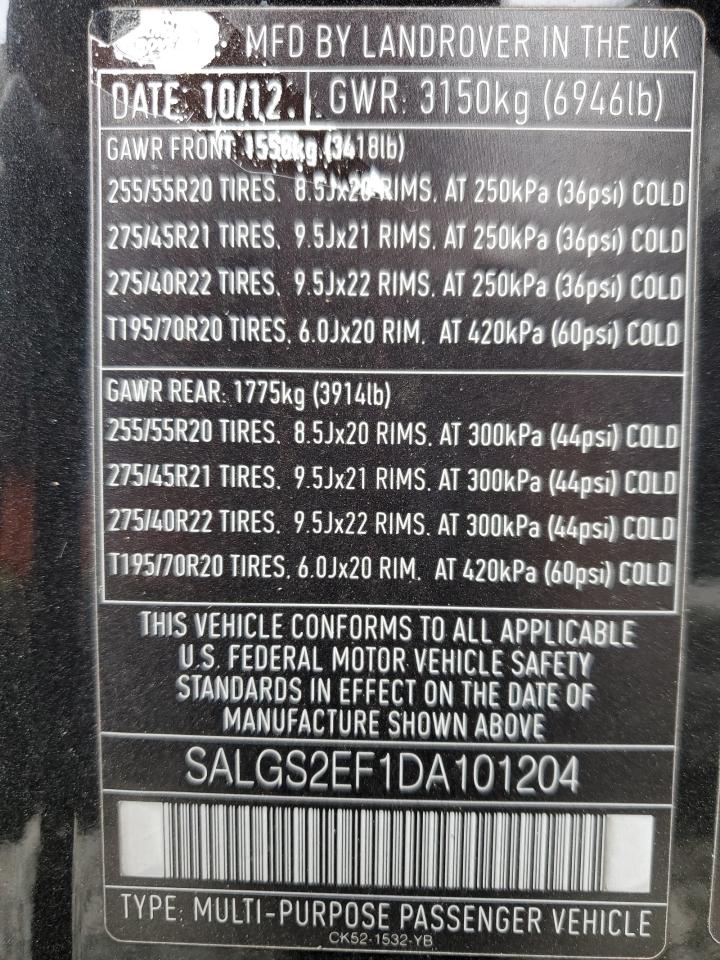 MFD BY LANDROVER IN THE UK
DATE: 10/12. GWR: 3150kg (6946lb)
GAWR FRONT: 1550kg (3418lb)
255/55R20 TIRES, 8.5Jx20 RIMS, AT 250kPa (36psi) COLD
275/45R21 TIRES, 9.5Jx21 RIMS, AT 250kPa (36psi) COLD
275/40R22 TIRES, 9.5Jx22 RIMS, AT 250kPa (36psi) COLD
T195/70R20 TIRES, 6.0Jx20 RIM, AT 420kPa (60psi) COLD
GAWR REAR: 1775kg (3914lb)
255/55R20 TIRES, 8.5Jx20 RIMS, AT 300kPa (44psi) COLD
275/45R21 TIRES, 9.5Jx21 RIMS, AT 300kPa (44psi) COLD
275/40R22 TIRES, 9.5Jx22 RIMS, AT 300kPa (44psi) COLD
T195/70R20 TIRES, 6.0Jx20 RIM, AT 420kPa (60psi) COLD
THIS VEHICLE CONFORMS TO ALL APPLICABLE
U.S. FEDERAL MOTOR VEHICLE SAFETY
STANDARDS IN EFFECT ON THE DATE OF
MANUFACTURE SHOWN ABOVE
SALGS2EF1DA101204
TYPE: MULTI-PURPOSE PASSENGER VEHICLE
CK52-1532-YB